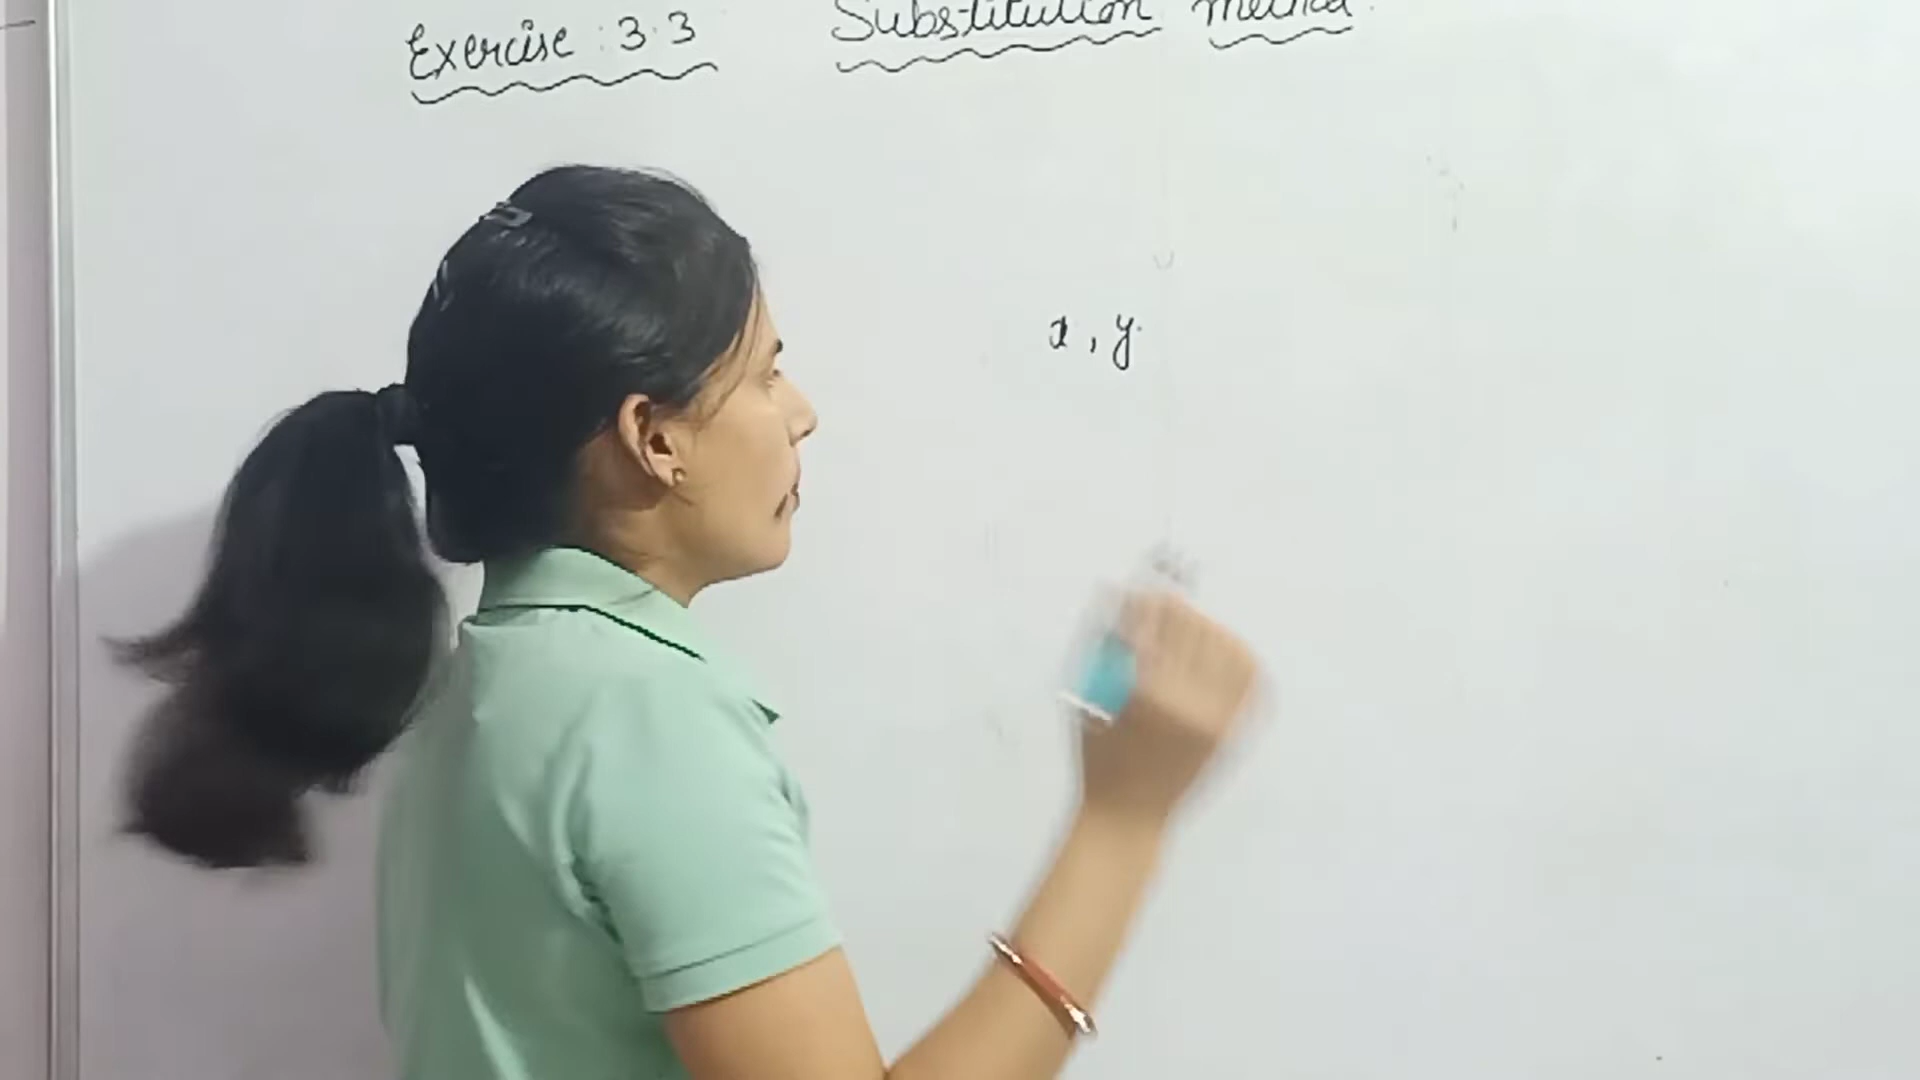 Exercise : 3.3 Substitution method.
x , y.